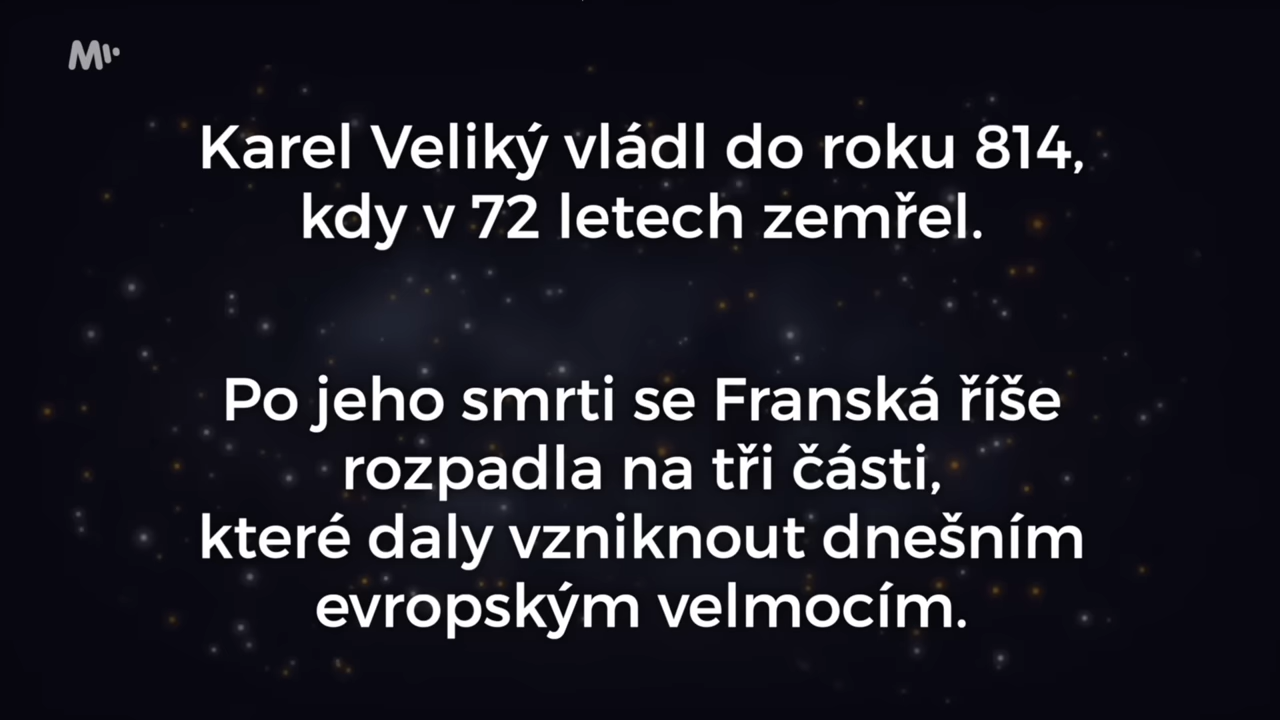 M
Karel Veliký vládl do roku 814,
kdy v 72 letech zemřel.
Po jeho smrti se Franská říše
rozpadla na tři části,
které daly vzniknout dnešním
evropským velmocím.